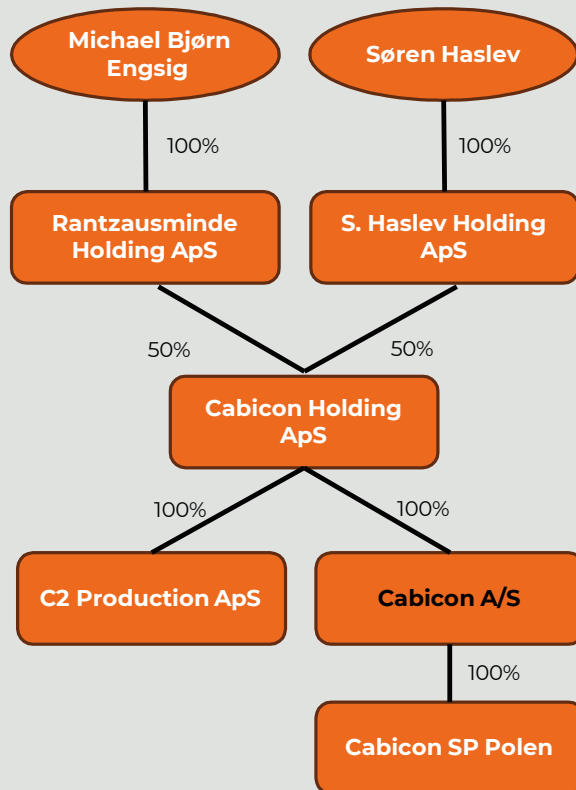 Michael Bjørn
Engsig
Søren Haslev
100%
100%
Rantzausminde
Holding ApS
S. Haslev Holding
ApS
50%
50%
Cabicon Holding
ApS
100%
100%
C2 Production ApS
Cabicon A/S
100%
Cabicon SP Polen